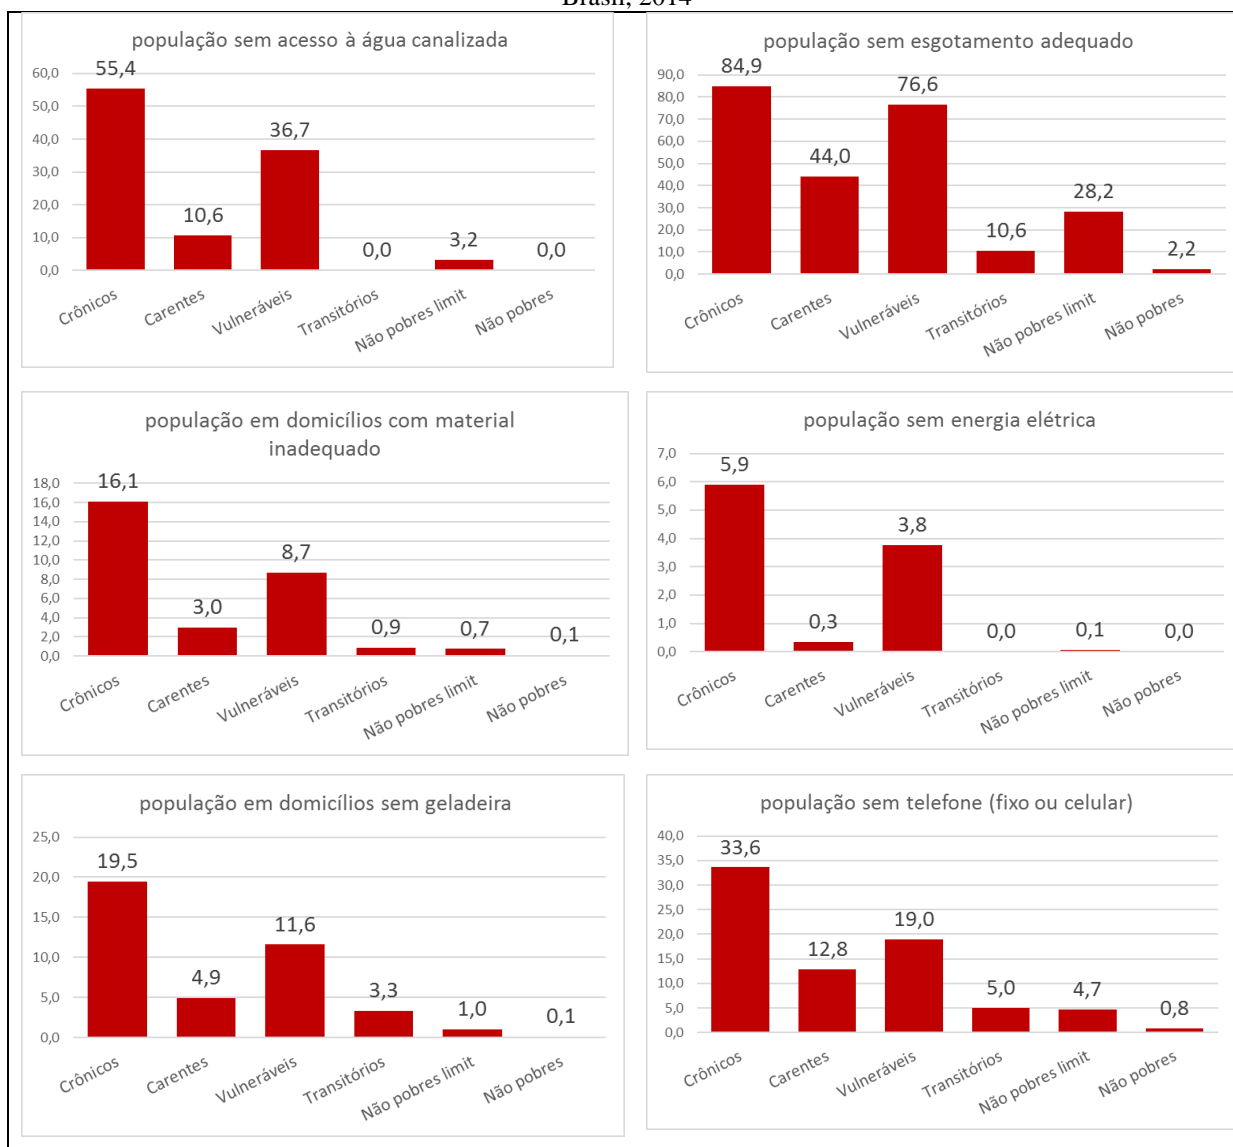 Brasil, 2014
população sem acesso à água canalizada
60,0
50,0
40,0
30,0
20,0
10,0
0,0
55,4
10,6
36,7
0,0
3,2
0,0
Crônicos
Carentes
Vulneráveis
Transitórios
Não pobres limit
Não pobres
população sem esgotamento adequado
90,0
80,0
70,0
60,0
50,0
40,0
30,0
20,0
10,0
0,0
84,9
44,0
76,6
10,6
28,2
2,2
Crônicos
Carentes
Vulneráveis
Transitórios
Não pobres limit
Não pobres
população em domicílios com material
inadequado
18,0
16,0
14,0
12,0
10,0
8,0
6,0
4,0
2,0
0,0
16,1
3,0
8,7
0,9
0,7
0,1
Crônicos
Carentes
Vulneráveis
Transitórios
Não pobres limit
Não pobres
população sem energia elétrica
7,0
6,0
5,0
4,0
3,0
2,0
1,0
0,0
5,9
0,3
3,8
0,0
0,1
0,0
Crônicos
Carentes
Vulneráveis
Transitórios
Não pobres limit
Não pobres
população em domicílios sem geladeira
25,0
20,0
15,0
10,0
5,0
0,0
19,5
4,9
11,6
3,3
1,0
0,1
Crônicos
Carentes
Vulneráveis
Transitórios
Não pobres limit
Não pobres
população sem telefone (fixo ou celular)
40,0
35,0
30,0
25,0
20,0
15,0
10,0
5,0
0,0
33,6
12,8
19,0
5,0
4,7
0,8
Crônicos
Carentes
Vulneráveis
Transitórios
Não pobres limit
Não pobres